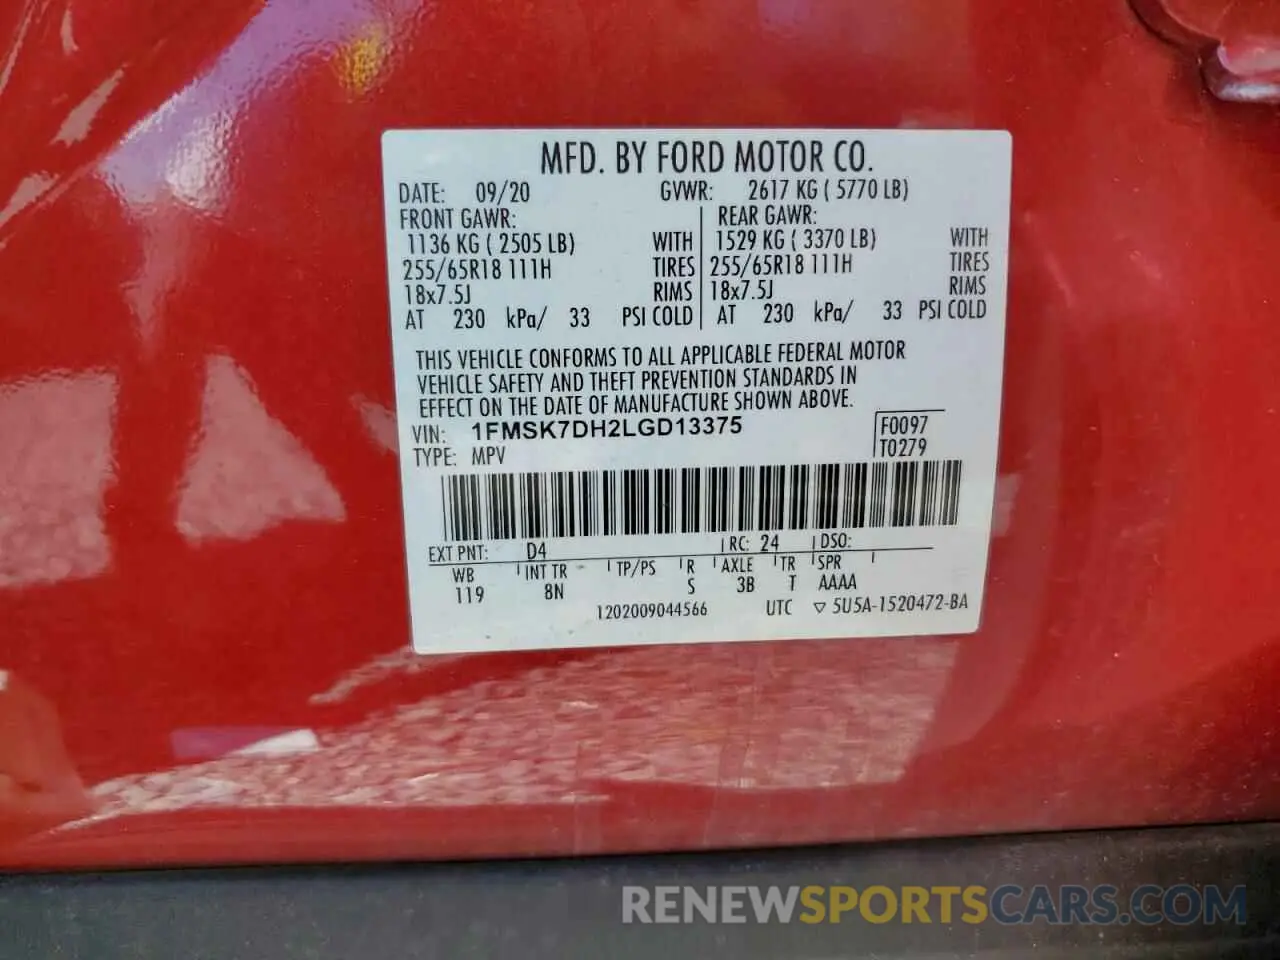 MFD. BY FORD MOTOR CO.
DATE: 09/20 GVWR: 2617 KG ( 5770 LB)
FRONT GAWR: REAR GAWR:
1136 KG ( 2505 LB) WITH 1529 KG ( 3370 LB) WITH
255/65R18 111H TIRES 255/65R18 111H TIRES
18x7.5J RIMS 18x7.5J RIMS
AT 230 kPa/ 33 PSI COLD AT 230 kPa/ 33 PSI COLD
THIS VEHICLE CONFORMS TO ALL APPLICABLE FEDERAL MOTOR
VEHICLE SAFETY AND THEFT PREVENTION STANDARDS IN
EFFECT ON THE DATE OF MANUFACTURE SHOWN ABOVE.
VIN: 1FMSK7DH2LGD13375 F0097
TYPE: MPV T0279
EXT PNT: D4 RC: 24 DSO:
WB INT TR TP/PS R AXLE TR SPR
119 8N S 3B T AAAA
1202009044566 UTC ▽ 5U5A-1520472-BA
RENEWSPORTSCARS.COM